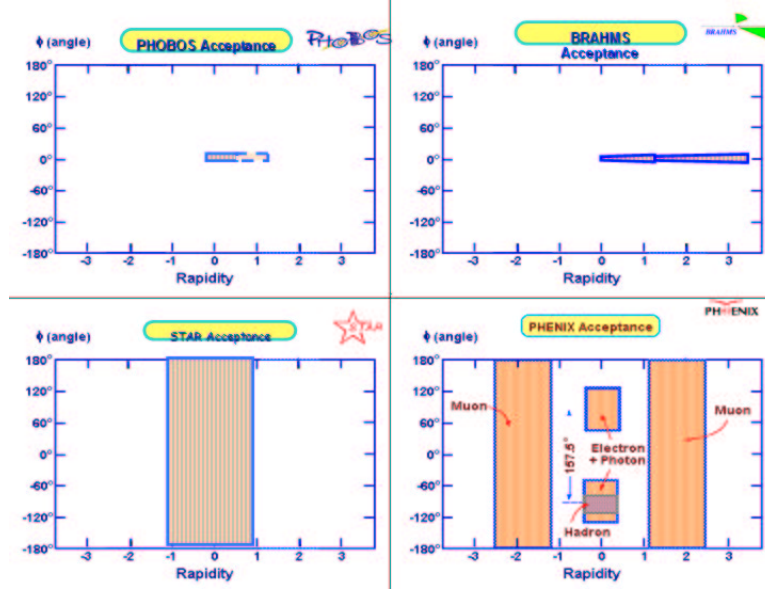 ϕ (angle)
PHOBOS Acceptance
PHOBOS
180°
120°
60°
0°
-60°
-120°
-180°
-3 -2 -1 0 1 2 3
Rapidity
ϕ (angle)
BRAHMS
Acceptance
BRAHMS
180°
120°
60°
0°
-60°
-120°
-180°
-3 -2 -1 0 1 2 3
Rapidity
ϕ (angle)
STAR Acceptance
STAR
180°
120°
60°
0°
-60°
-120°
-180°
-3 -2 -1 0 1 2 3
Rapidity
ϕ (angle)
PHENIX Acceptance
PHENIX
180°
120°
60°
0°
-60°
-120°
-180°
Muon
Muon
157.5°
Electron
+ Photon
Hadron
-3 -2 -1 0 1 2 3
Rapidity